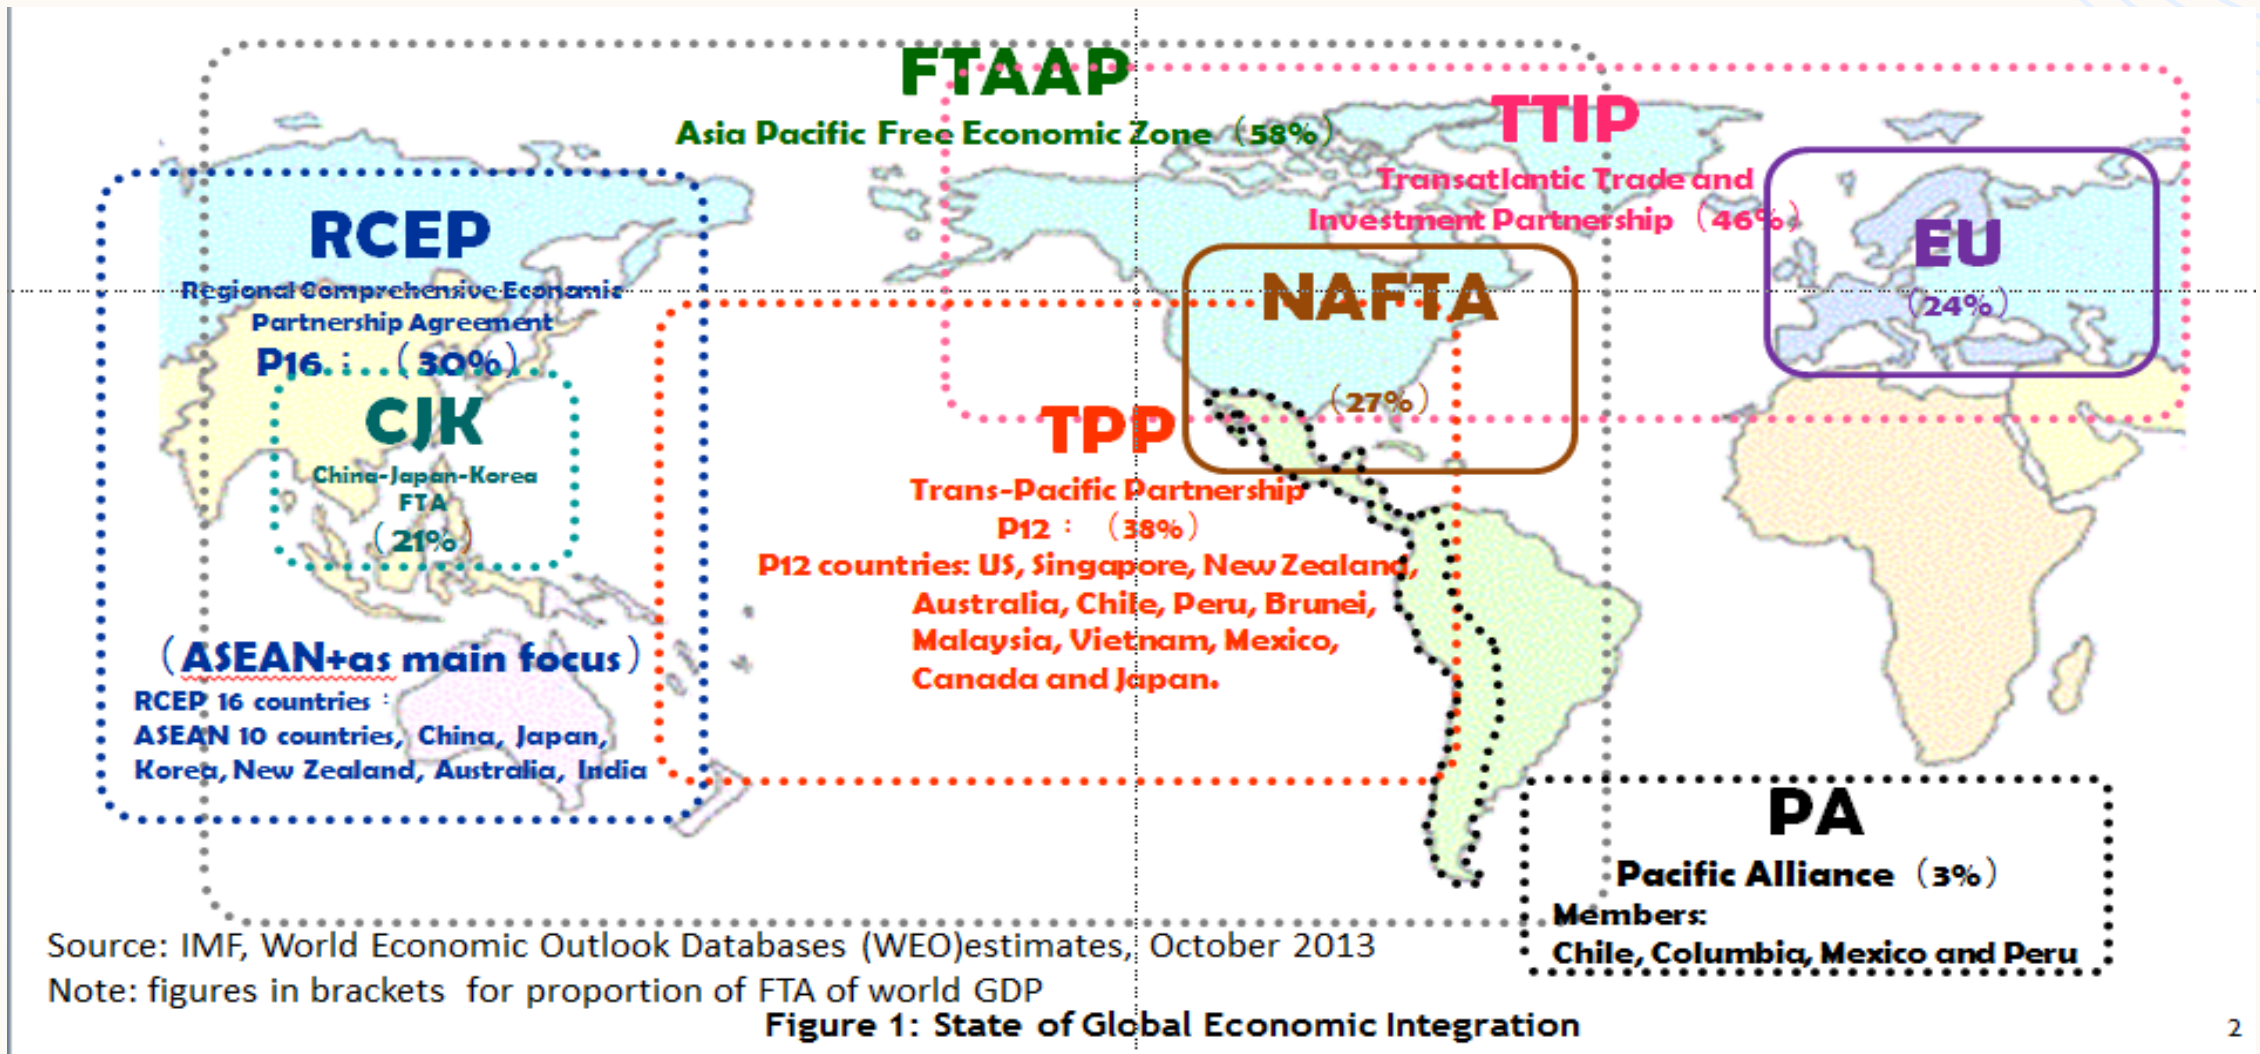 FTAAP
Asia Pacific Free Economic Zone （58%）
TTIP
Transatlantic Trade and
Investment Partnership （46%）
RCEP
Regional Comprehensive Economic
Partnership Agreement
P16： （30%）
CJK
China-Japan-Korea
FTA
（21%）
（ASEAN+as main focus）
RCEP 16 countries：
ASEAN 10 countries, China, Japan,
Korea, New Zealand, Australia, India
NAFTA
（27%）
EU
（24%）
TPP
Trans-Pacific Partnership
P12： （38%）
P12 countries: US, Singapore, New Zealand,
Australia, Chile, Peru, Brunei,
Malaysia, Vietnam, Mexico,
Canada and Japan.
PA
Pacific Alliance （3%）
Members:
Chile, Columbia, Mexico and Peru
Source: IMF, World Economic Outlook Databases (WEO)estimates, October 2013
Note: figures in brackets for proportion of FTA of world GDP
Figure 1: State of Global Economic Integration
2